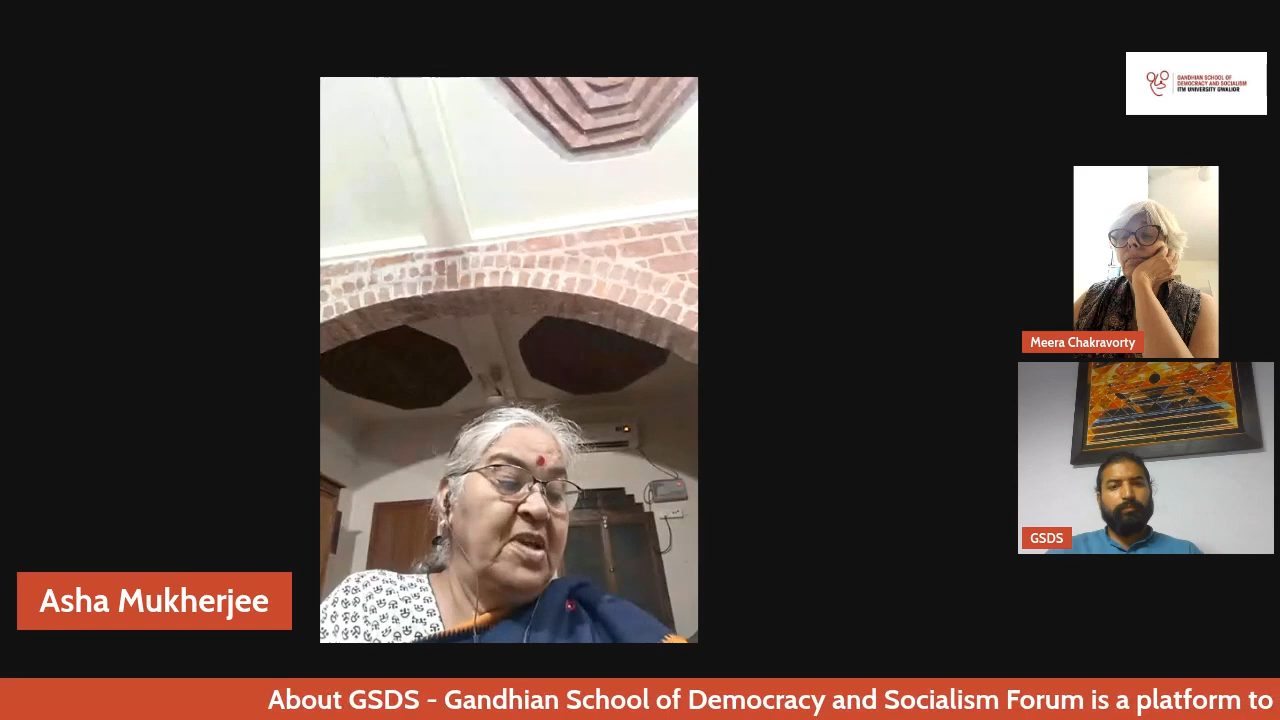 GANDHIAN SCHOOL OF
DEMOCRACY AND SOCIALISM
ITM UNIVERSITY GWALIOR
Meera Chakravorty
GSDS
Asha Mukherjee
About GSDS - Gandhian School of Democracy and Socialism Forum is a platform to